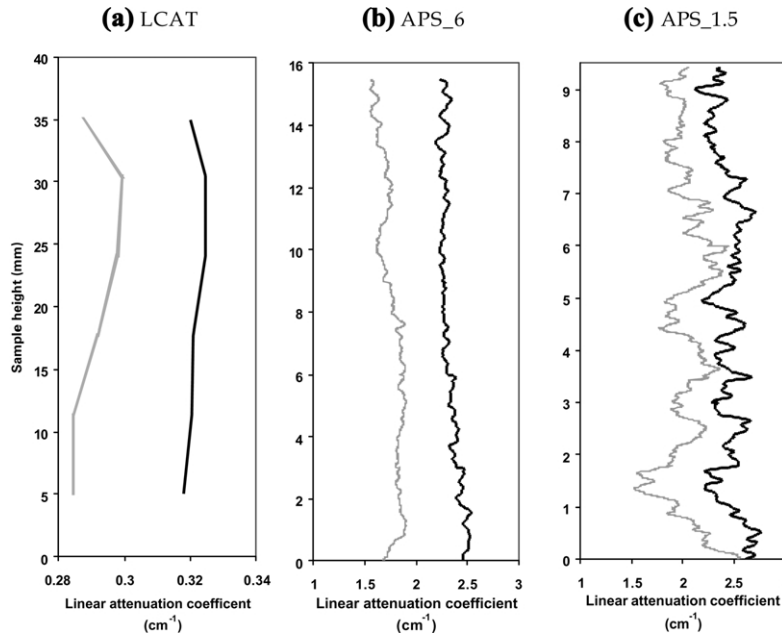 (a) LCAT
(b) APS_6
(c) APS_1.5
Sample height (mm)
40
35
30
25
20
15
10
5
0
0.28 0.3 0.32 0.34
Linear attenuation coefficent
(cm-1)
16
14
12
10
8
6
4
2
0
1 1.5 2 2.5 3
Linear attenuation coefficient
(cm-1)
9
8
7
6
5
4
3
2
1
0
1 1.5 2 2.5
Linear attenuation coefficient
(cm-1)